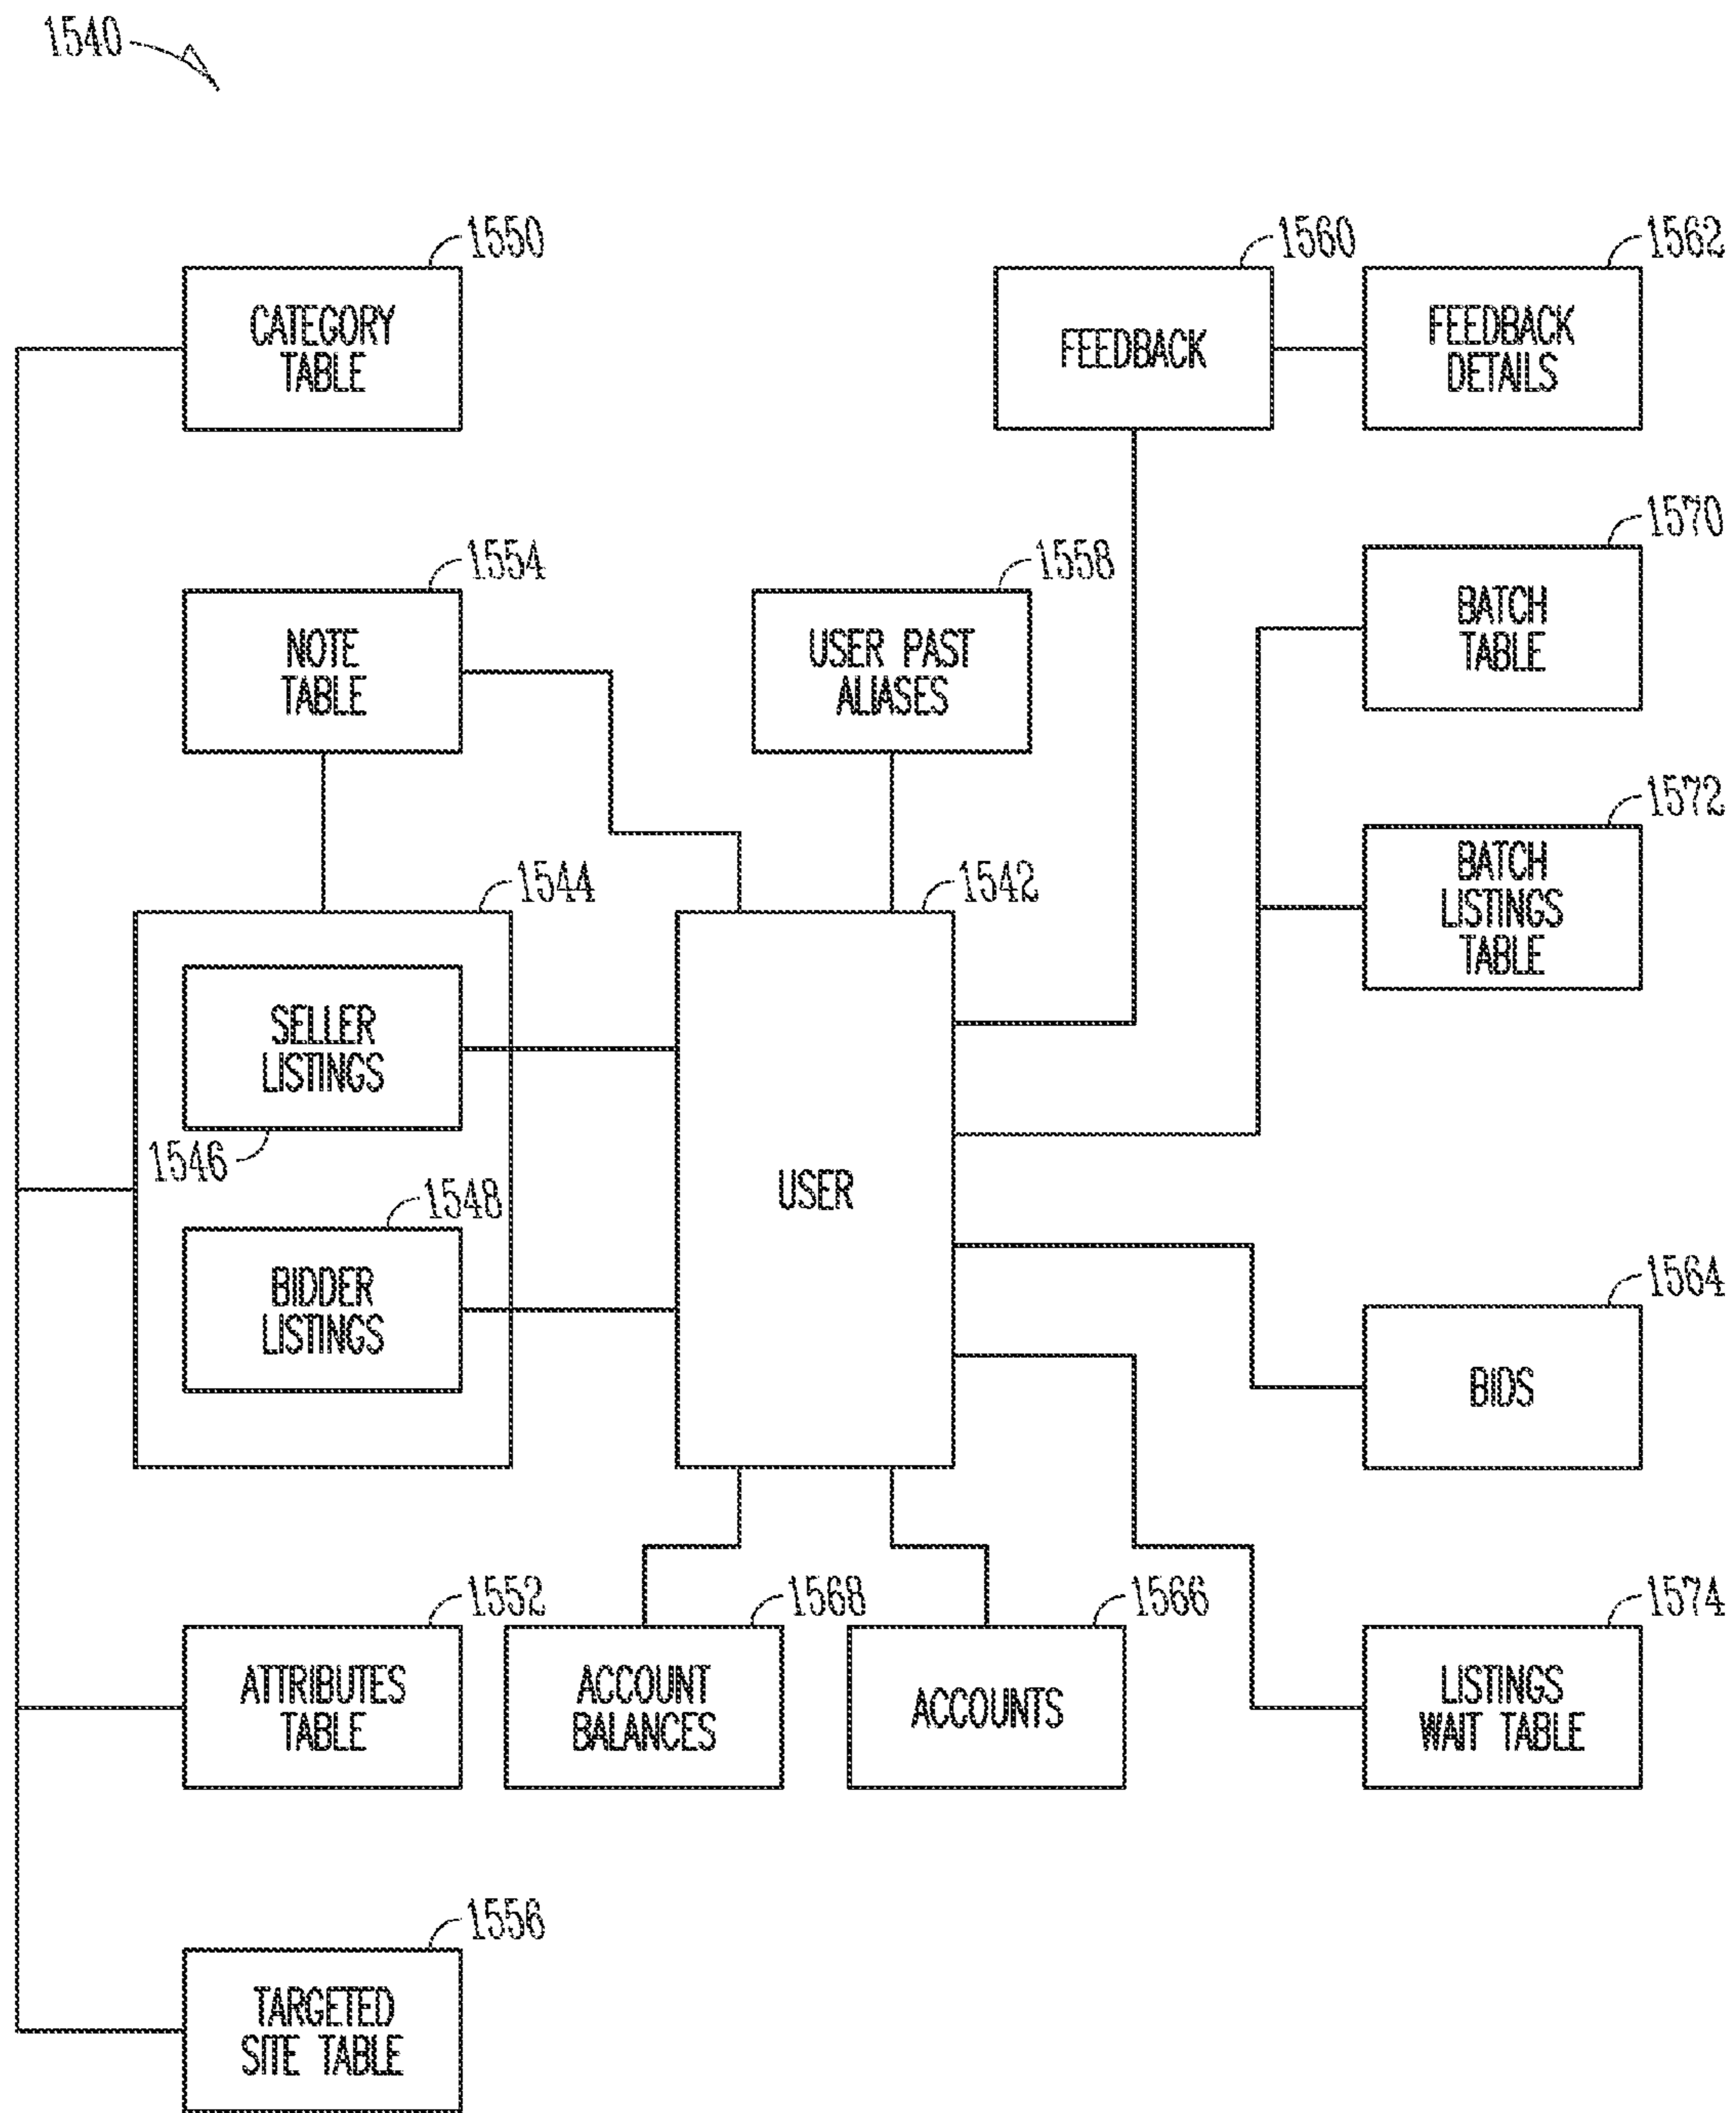 1540
1550
CATEGORY
TABLE
1560
FEEDBACK
1562
FEEDBACK
DETAILS
1554
NOTE
TABLE
1558
USER PAST
ALIASES
1570
BATCH
TABLE
1572
BATCH
LISTINGS
TABLE
1544
SELLER
LISTINGS
1546
1548
BIDDER
LISTINGS
1542
USER
1564
BIDS
1552
ATTRIBUTES
TABLE
1568
ACCOUNT
BALANCES
1566
ACCOUNTS
1574
LISTINGS
WAIT TABLE
1556
TARGETED
SITE TABLE